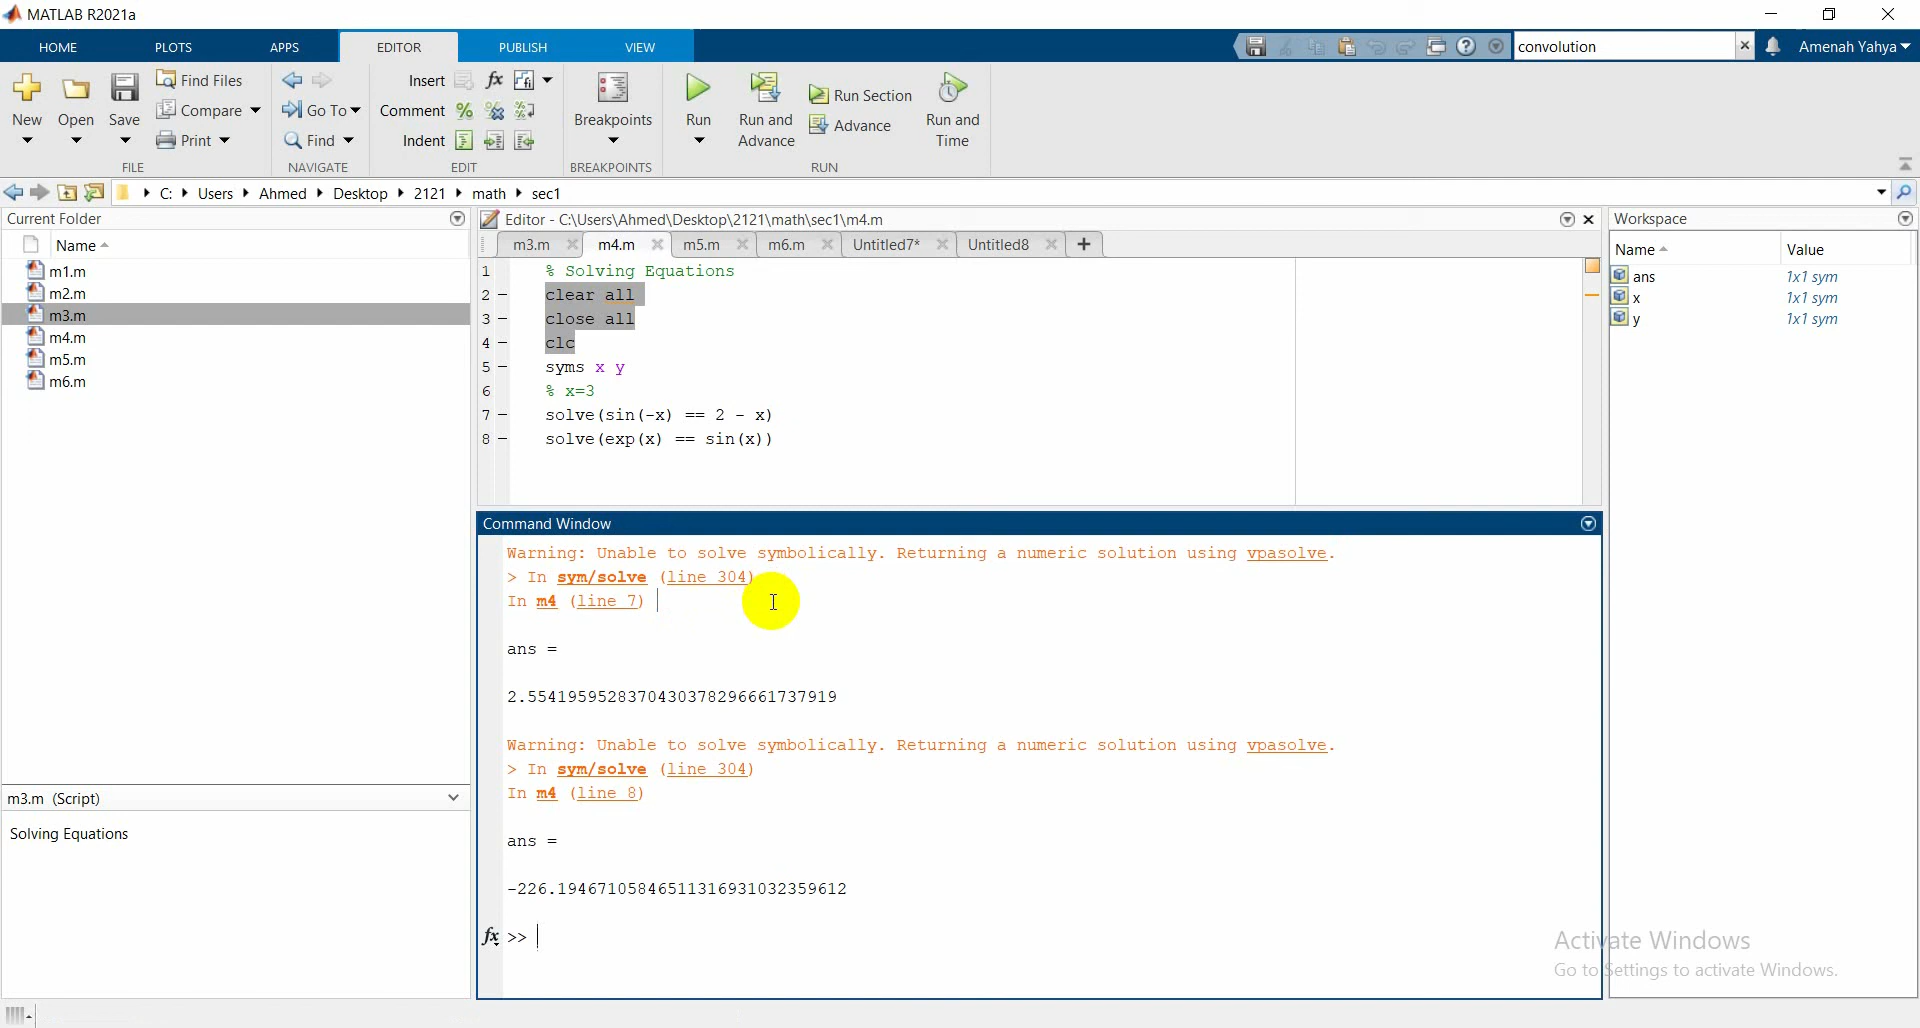 MATLAB R2021a
HOME PLOTS APPS EDITOR PUBLISH VIEW
convolution
Amenah Yahya
New
Open
Save
Find Files
Compare
Print
FILE
Go To
Find
NAVIGATE
Insert
Comment
Indent
EDIT
Breakpoints
BREAKPOINTS
Run
Run and Advance
Run Section
Advance
Run and Time
RUN
C: Users Ahmed Desktop 2121 math sec1
Current Folder
Name
m1.m
m2.m
m3.m
m4.m
m5.m
m6.m
m3.m (Script)
Solving Equations
Editor - C:\Users\Ahmed\Desktop\2121\math\sec1\m4.m
m3.m m4.m m5.m m6.m Untitled7* Untitled8 +
1 % Solving Equations
2 - clear all
3 - close all
4 - clc
5 - syms x y
6 % x=3
7 - solve(sin(-x) == 2 - x)
8 - solve(exp(x) == sin(x))
Command Window
Warning: Unable to solve symbolically. Returning a numeric solution using vpasolve.
> In sym/solve (line 304)
In m4 (line 7)
ans =
2.5541959528370430378296661737919
Warning: Unable to solve symbolically. Returning a numeric solution using vpasolve.
> In sym/solve (line 304)
In m4 (line 8)
ans =
-226.19467105846511316931032359612
fx >>
Workspace
Name Value
ans 1x1 sym
x 1x1 sym
y 1x1 sym
Activate Windows
Go to Settings to activate Windows.